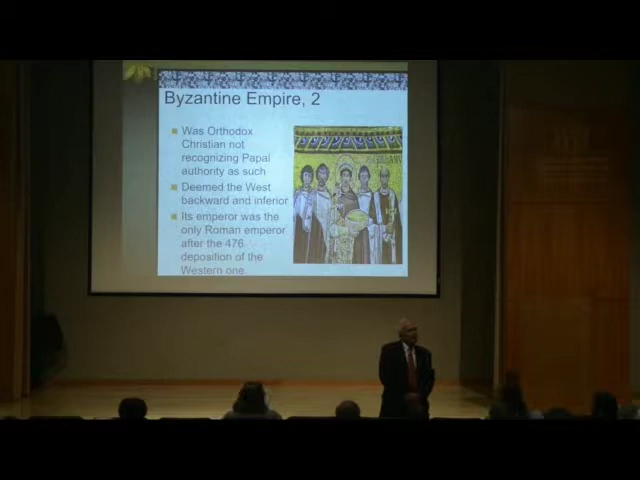 Byzantine Empire, 2
Was Orthodox
Christian not
recognizing Papal
authority as such
Deemed the West
backward and inferior
Its emperor was the
only Roman emperor
after the 476
deposition of the
Western one.